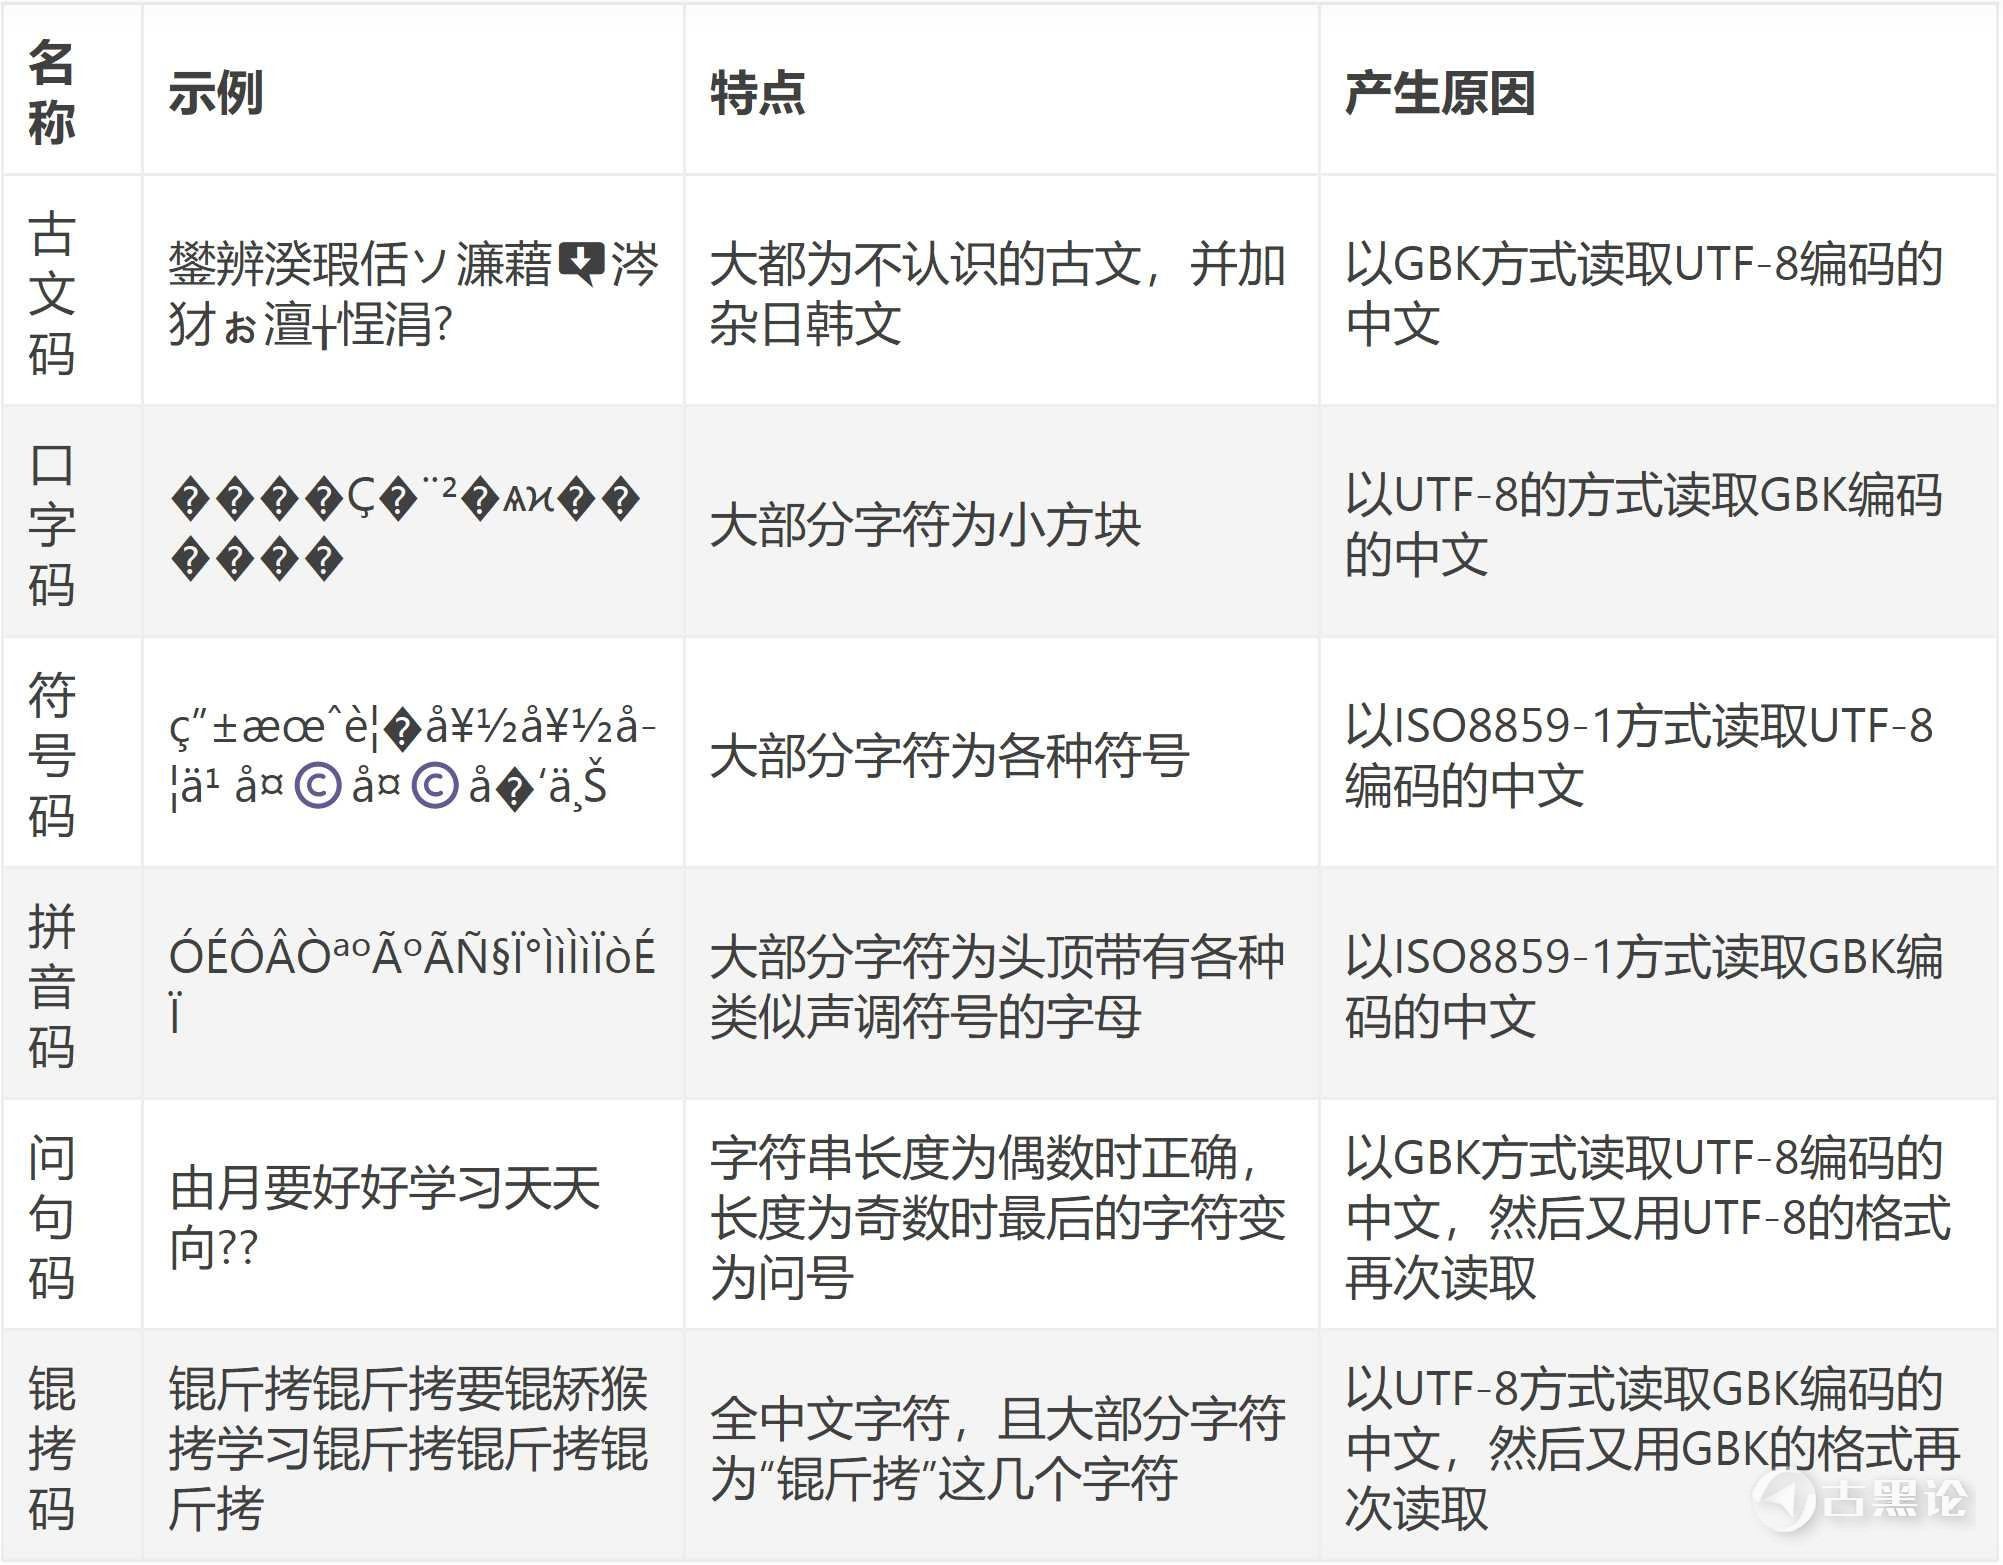 名
称
示例
特点
产生原因
古
文
码
鐢辨湀瑕佸ソ濂藉
涔
犲ぉ澶╁悜涓?
大都为不认识的古文，并加
杂日韩文
以GBK方式读取UTF-8编码的
中文
口
字
码
����Ç�¨²�ѩϰ��
����
大部分字符为小方块
以UTF-8的方式读取GBK编码
的中文
符
号
码
ç”±æœˆè¦�å¥½å¥½å-
¦ä¹ å¤©å¤©å�‘ä¸Š
大部分字符为各种符号
以ISO8859-1方式读取UTF-8
编码的中文
拼
音
码
ÓÉÔÂÒªºÃºÃÑ§Ï°ÌìÌìÏòÉ
Ï
大部分字符为头顶带有各种
类似声调符号的字母
以ISO8859-1方式读取GBK编
码的中文
问
句
码
由月要好好学习天天
向??
字符串长度为偶数时正确，
长度为奇数时最后的字符变
为问号
以GBK方式读取UTF-8编码的
中文，然后又用UTF-8的格式
再次读取
锟
拷
码
锟斤拷锟斤拷要锟矫猴
拷学习锟斤拷锟斤拷锟
斤拷
全中文字符，且大部分字符
为“锟斤拷”这几个字符
以UTF-8方式读取GBK编码的
中文，然后又用GBK的格式再
次读取
古黑论